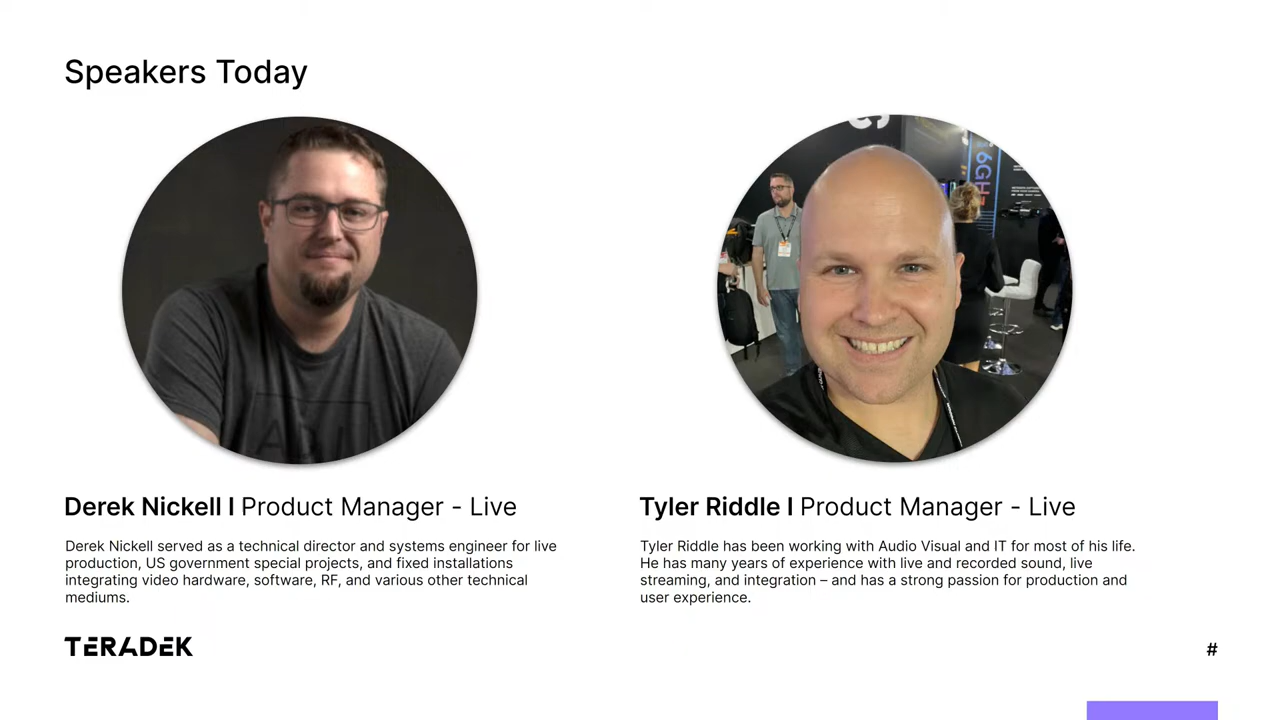 Speakers Today
6GHz
Derek Nickell I Product Manager - Live
Derek Nickell served as a technical director and systems engineer for live
production, US government special projects, and fixed installations
integrating video hardware, software, RF, and various other technical
mediums.
Tyler Riddle I Product Manager - Live
Tyler Riddle has been working with Audio Visual and IT for most of his life.
He has many years of experience with live and recorded sound, live
streaming, and integration – and has a strong passion for production and
user experience.
TERADEK
#